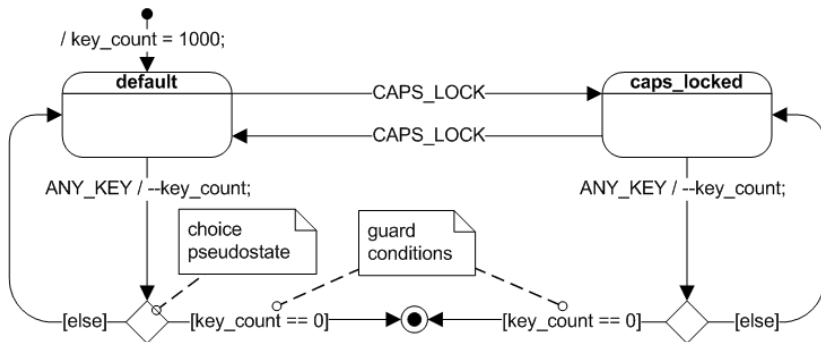 / key_count = 1000;
default
caps_locked
CAPS_LOCK
CAPS_LOCK
ANY_KEY / --key_count;
ANY_KEY / --key_count;
choice
pseudostate
guard
conditions
[else]
[key_count == 0]
[key_count == 0]
[else]